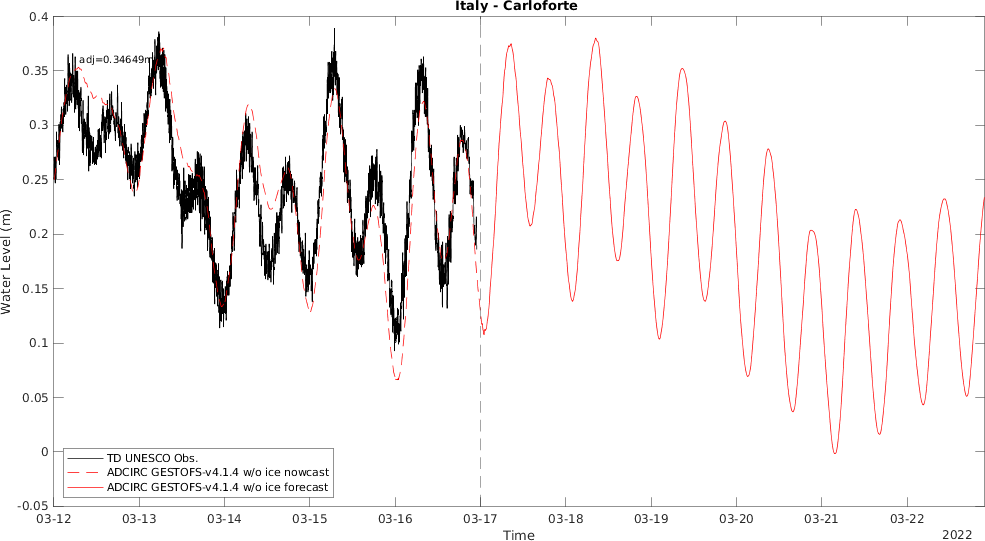 Italy - Carloforte
0.4
0.35
0.3
0.25
0.2
0.15
0.1
0.05
0
-0.05
Water Level (m)
adj=0.34649m
TD UNESCO Obs.
ADCIRC GESTOFS-v4.1.4 w/o ice nowcast
ADCIRC GESTOFS-v4.1.4 w/o ice forecast
03-12 03-13 03-14 03-15 03-16 03-17 03-18 03-19 03-20 03-21 03-22
Time
2022